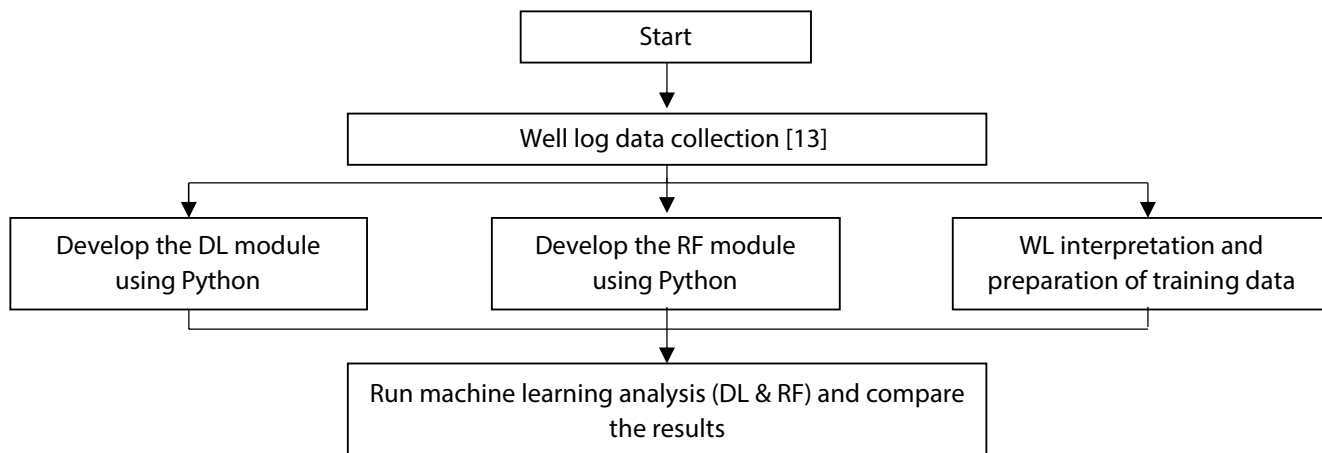 Start
Well log data collection [13]
Develop the DL module
using Python
Develop the RF module
using Python
WL interpretation and
preparation of training data
Run machine learning analysis (DL & RF) and compare
the results